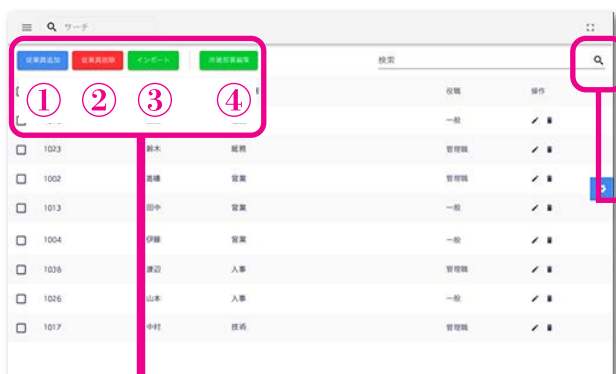 サーチ
従業員追加 従業員削除 インポート 所属部署編集 検索
① ② ③ ④ 役職 操作
一般
1023 鈴木 総務 管理職
1002 高橋 営業 管理職
1013 田中 営業 一般
1004 伊藤 営業 一般
1038 渡辺 人事 管理職
1026 山本 人事 一般
1017 中村 技術 管理職